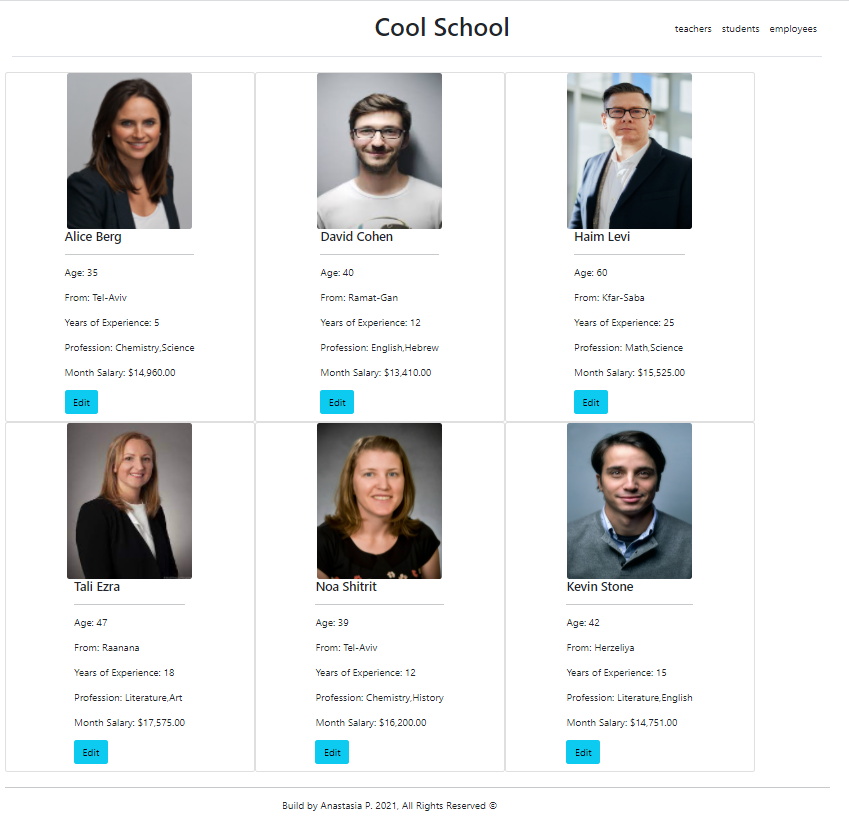 Cool School
teachers students employees
Alice Berg
Age: 35
From: Tel-Aviv
Years of Experience: 5
Profession: Chemistry,Science
Month Salary: $14,960.00
Edit
David Cohen
Age: 40
From: Ramat-Gan
Years of Experience: 12
Profession: English,Hebrew
Month Salary: $13,410.00
Edit
Haim Levi
Age: 60
From: Kfar-Saba
Years of Experience: 25
Profession: Math,Science
Month Salary: $15,525.00
Edit
Tali Ezra
Age: 47
From: Raanana
Years of Experience: 18
Profession: Literature,Art
Month Salary: $17,575.00
Edit
Noa Shitrit
Age: 39
From: Tel-Aviv
Years of Experience: 12
Profession: Chemistry,History
Month Salary: $16,200.00
Edit
Kevin Stone
Age: 42
From: Herzeliya
Years of Experience: 15
Profession: Literature,English
Month Salary: $14,751.00
Edit
Build by Anastasia P. 2021, All Rights Reserved ©